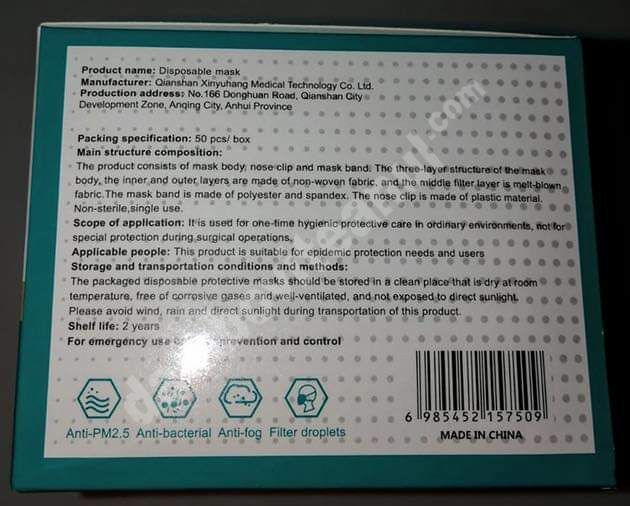 Product name: Disposable mask
Manufacturer: Qianshan Xinyuhang Medical Technology Co. Ltd.
Production address: No.166 Donghuan Road, Qianshan City
Development Zone, Anqing City, Anhui Province
Packing specification: 50 pcs/ box
Main structure composition:
The product consists of mask body, nose clip and mask band. The three-layer structure of the mask
body, the inner and outer layers are made of non-woven fabric, and the middle filter layer is melt-blown
fabric.The mask band is made of polyester and spandex. The nose clip is made of plastic material.
Non-sterile,single use.
Scope of application: It is used for one-time hygienic protective care in ordinary environments, not for
special protection during surgical operations.
Applicable people: This product is suitable for epidemic protection needs and users
Storage and transportation conditions and methods:
The packaged disposable protective masks should be stored in a clean place that is dry at room
temperature, free of corrosive gases and well-ventilated, and not exposed to direct sunlight.
Please avoid wind, rain and direct sunlight during transportation of this product.
Shelf life: 2 years
For emergency use prevention and control
Anti-PM2.5 Anti-bacterial Anti-fog Filter droplets
6 985452 157509
MADE IN CHINA